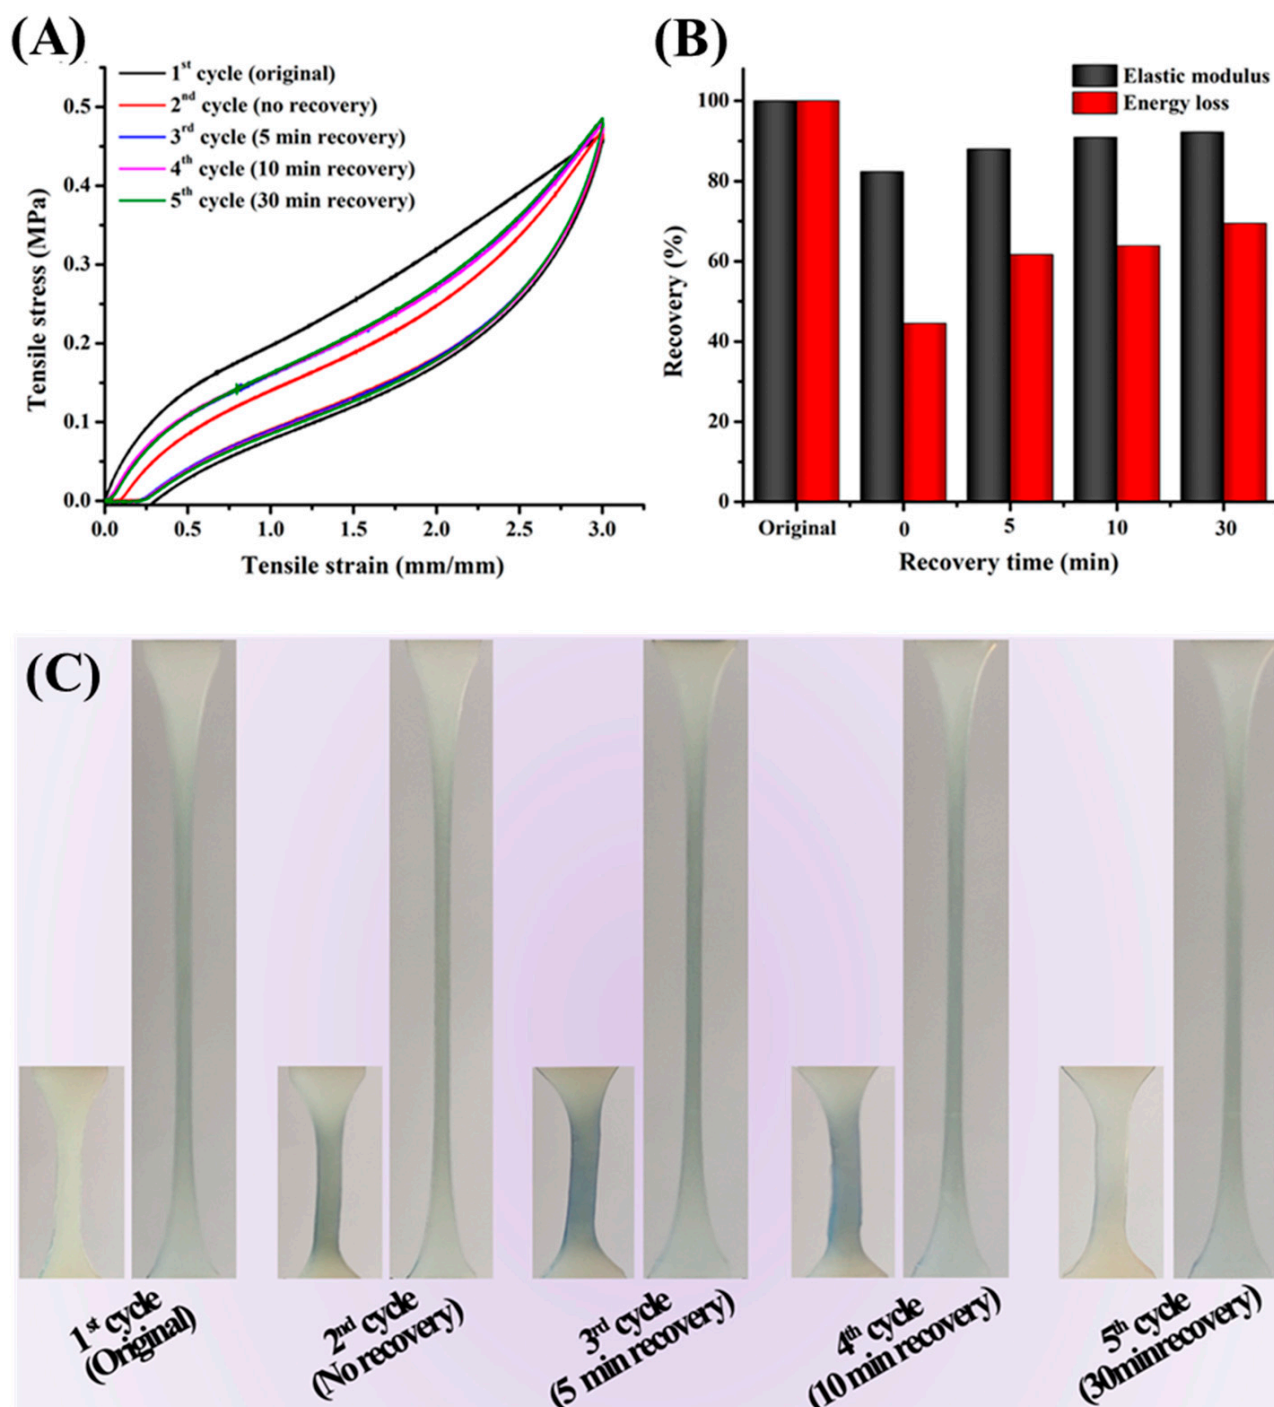 (A)
1st cycle (original)
2nd cycle (no recovery)
3rd cycle (5 min recovery)
4th cycle (10 min recovery)
5th cycle (30 min recovery)
Tensile stress (MPa)
0.5
0.4
0.3
0.2
0.1
0.0
0.0 0.5 1.0 1.5 2.0 2.5 3.0
Tensile strain (mm/mm)
(B)
Elastic modulus
Energy loss
Recovery (%)
100
80
60
40
20
0
Original 0 5 10 30
Recovery time (min)
(C)
1st cycle
(Original)
2nd cycle
(No recovery)
3rd cycle
(5 min recovery)
4th cycle
(10 min recovery)
5th cycle
(30minrecovery)